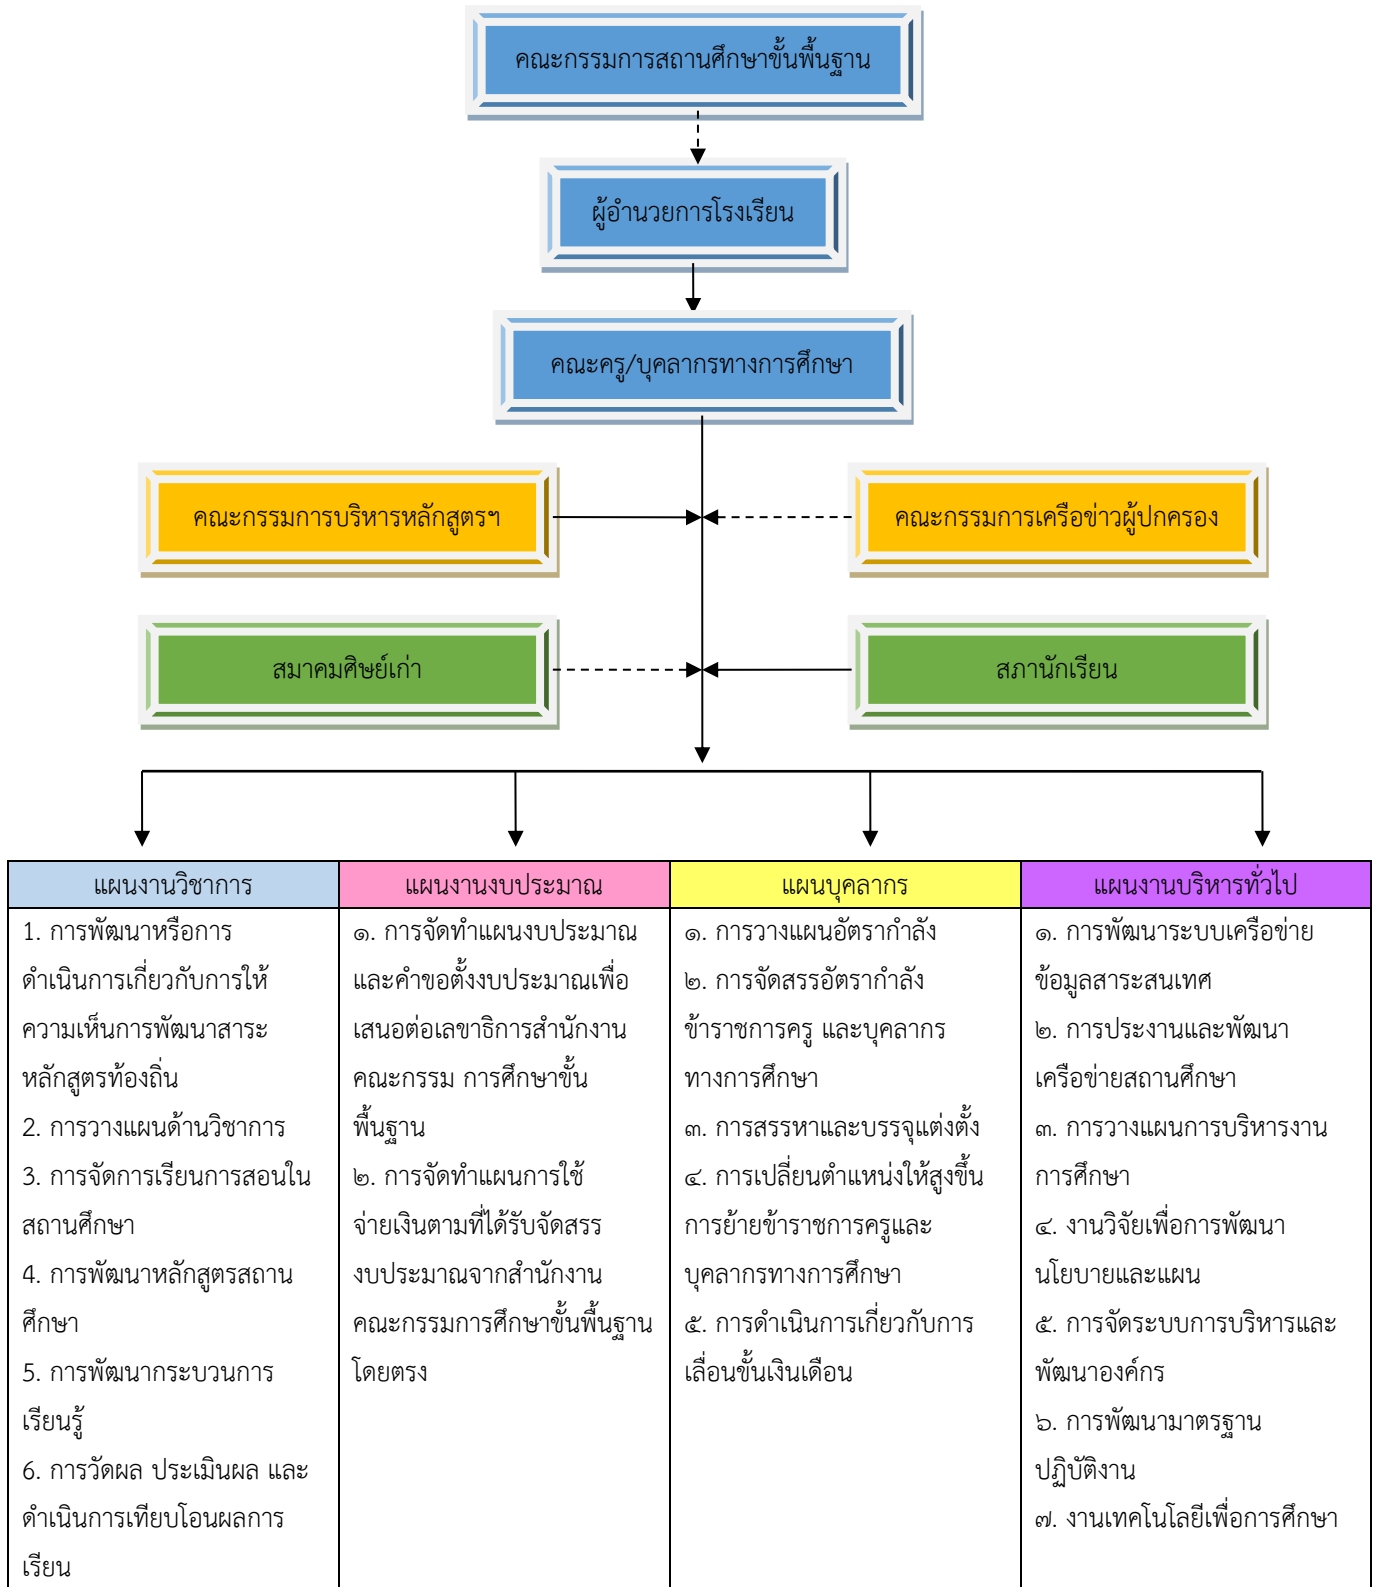 คณะกรรมการสถานศึกษาขั้นพื้นฐาน
ผู้อำนวยการโรงเรียน
คณะครู/บุคลากรทางการศึกษา
คณะกรรมการบริหารหลักสูตรฯ
คณะกรรมการเครือข่าวผู้ปกครอง
สมาคมศิษย์เก่า
สภานักเรียน
แผนงานวิชาการ
1. การพัฒนาหรือการ
ดำเนินการเกี่ยวกับการให้
ความเห็นการพัฒนาสาระ
หลักสูตรท้องถิ่น
2. การวางแผนด้านวิชาการ
3. การจัดการเรียนการสอนใน
สถานศึกษา
4. การพัฒนาหลักสูตรสถาน
ศึกษา
5. การพัฒนากระบวนการ
เรียนรู้
6. การวัดผล ประเมินผล และ
ดำเนินการเทียบโอนผลการ
เรียน
แผนงานงบประมาณ
๑. การจัดทำแผนงบประมาณ
และคำขอตั้งงบประมาณเพื่อ
เสนอต่อเลขาธิการสำนักงาน
คณะกรรม การศึกษาขั้น
พื้นฐาน
๒. การจัดทำแผนการใช้
จ่ายเงินตามที่ได้รับจัดสรร
งบประมาณจากสำนักงาน
คณะกรรมการศึกษาขั้นพื้นฐาน
โดยตรง
แผนบุคลากร
๑. การวางแผนอัตรากำลัง
๒. การจัดสรรอัตรากำลัง
ข้าราชการครู และบุคลากร
ทางการศึกษา
๓. การสรรหาและบรรจุแต่งตั้ง
๔. การเปลี่ยนตำแหน่งให้สูงขึ้น
การย้ายข้าราชการครูและ
บุคลากรทางการศึกษา
๕. การดำเนินการเกี่ยวกับการ
เลื่อนขั้นเงินเดือน
แผนงานบริหารทั่วไป
๑. การพัฒนาระบบเครือข่าย
ข้อมูลสาระสนเทศ
๒. การประงานและพัฒนา
เครือข่ายสถานศึกษา
๓. การวางแผนการบริหารงาน
การศึกษา
๔. งานวิจัยเพื่อการพัฒนา
นโยบายและแผน
๕. การจัดระบบการบริหารและ
พัฒนาองค์กร
๖. การพัฒนามาตรฐาน
ปฏิบัติงาน
๗. งานเทคโนโลยีเพื่อการศึกษา